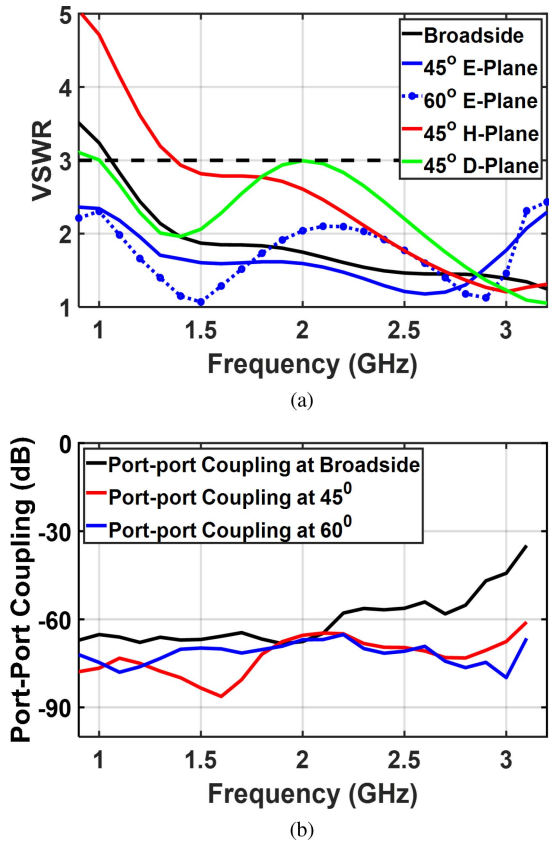 (a)
VSWR
5
4
3
2
1
Broadside
45° E-Plane
60° E-Plane
45° H-Plane
45° D-Plane
1
1.5
2
2.5
3
Frequency (GHz)
(a)
Port-Port Coupling (dB)
0
-30
-60
-90
Port-port Coupling at Broadside
Port-port Coupling at 45⁰
Port-port Coupling at 60⁰
1
1.5
2
2.5
3
Frequency (GHz)
(b)